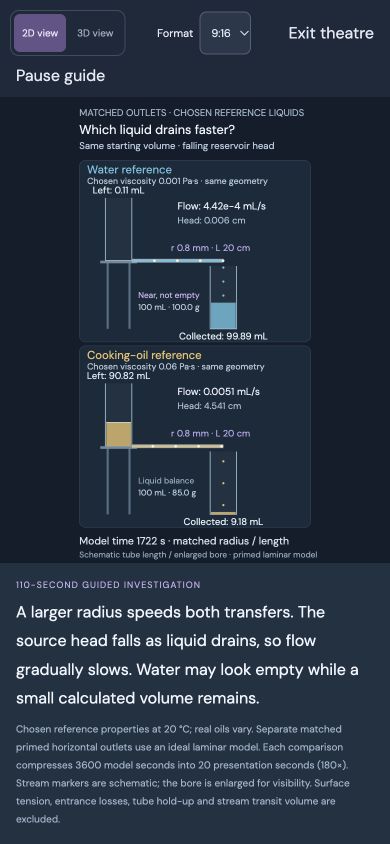 2D view 3D view Format 9:16 Exit theatre
Pause guide
MATCHED OUTLETS · CHOSEN REFERENCE LIQUIDS
Which liquid drains faster?
Same starting volume · falling reservoir head
Water reference
Chosen viscosity 0.001 Pa·s · same geometry
Left: 0.11 mL
Flow: 4.42e−4 mL/s
Head: 0.006 cm
r 0.8 mm · L 20 cm
Near, not empty
100 mL · 100.0 g
Collected: 99.89 mL
Cooking-oil reference
Chosen viscosity 0.06 Pa·s · same geometry
Left: 90.82 mL
Flow: 0.0051 mL/s
Head: 4.541 cm
r 0.8 mm · L 20 cm
Liquid balance
100 mL · 85.0 g
Collected: 9.18 mL
Model time 1722 s · matched radius / length
Schematic tube length / enlarged bore · primed laminar model
110-SECOND GUIDED INVESTIGATION
A larger radius speeds both transfers. The
source head falls as liquid drains, so flow
gradually slows. Water may look empty while a
small calculated volume remains.
Chosen reference properties at 20 °C; real oils vary. Separate matched
primed horizontal outlets use an ideal laminar model. Each comparison
compresses 3600 model seconds into 20 presentation seconds (180×).
Stream markers are schematic; the bore is enlarged for visibility. Surface
tension, entrance losses, tube hold-up and stream transit volume are
excluded.